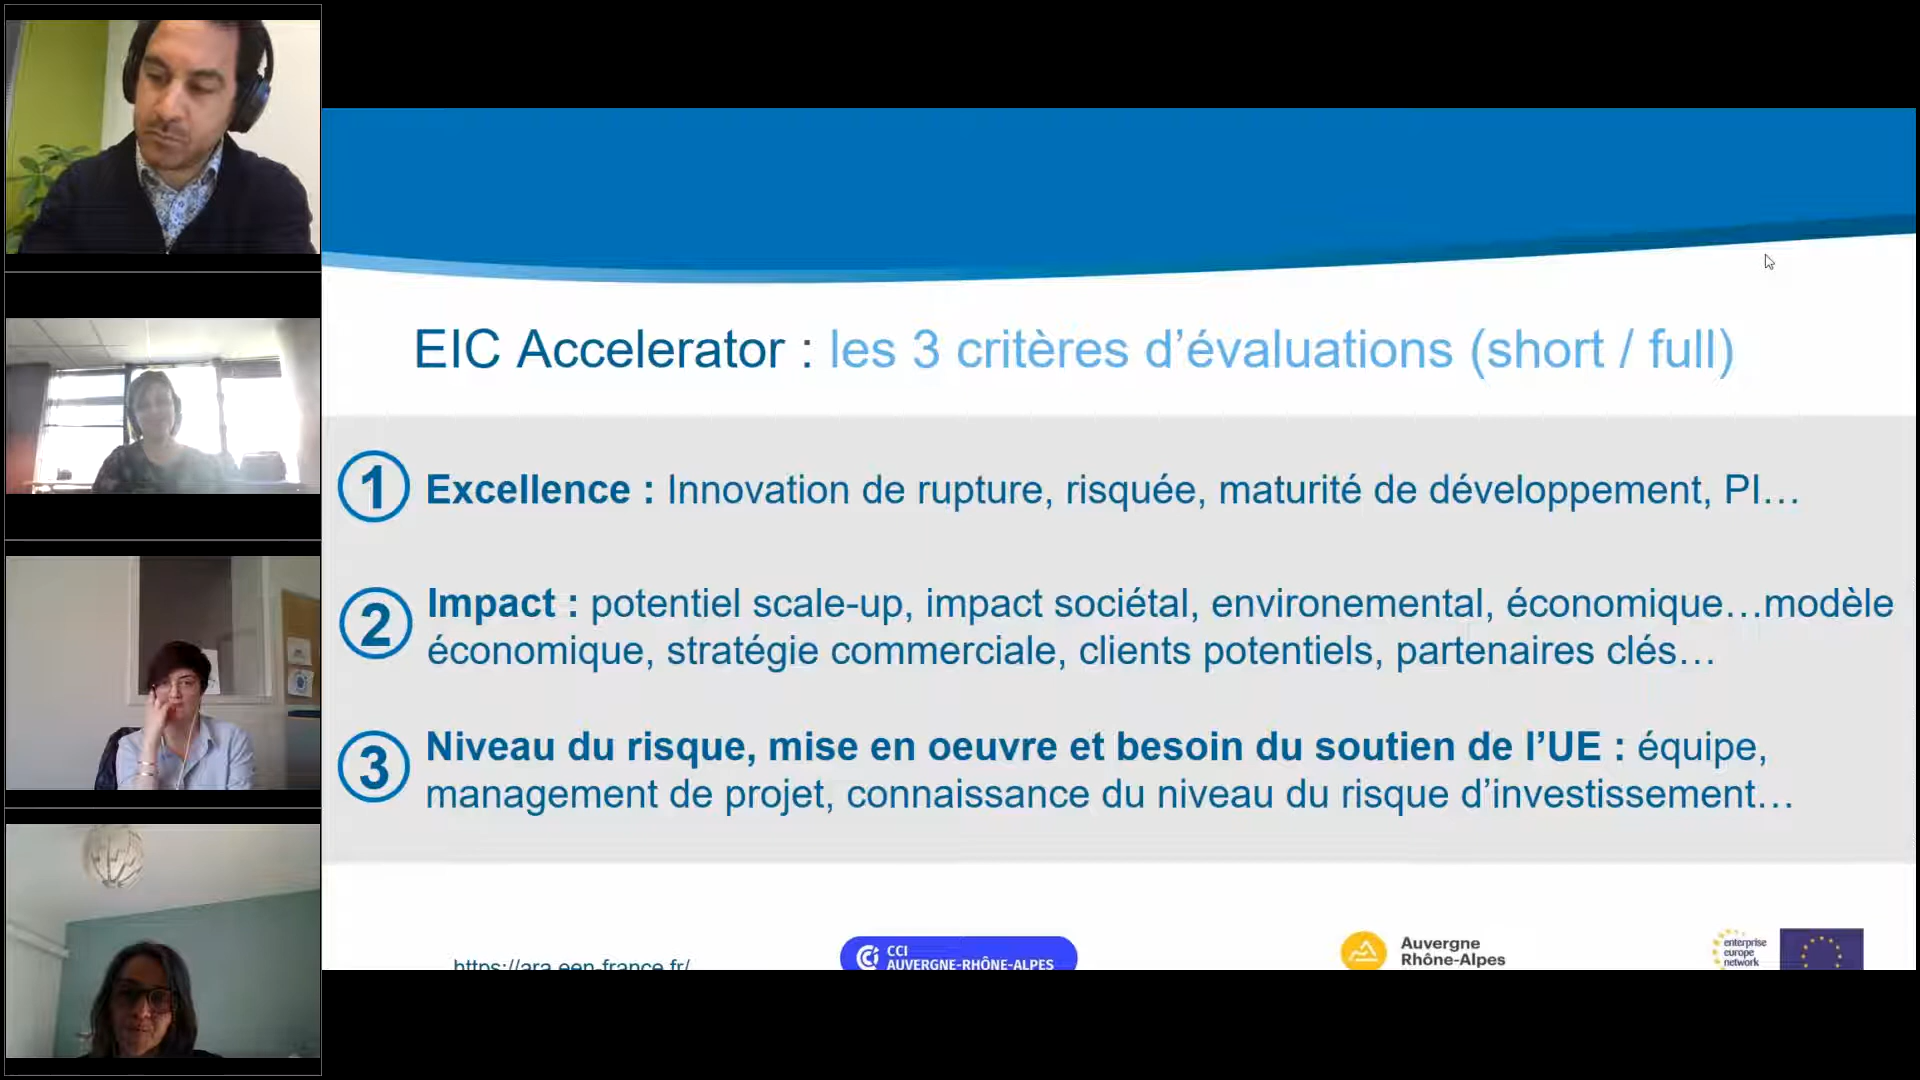 EIC Accelerator : les 3 critères d’évaluations (short / full)
1 Excellence : Innovation de rupture, risquée, maturité de développement, PI…
2 Impact : potentiel scale-up, impact sociétal, environemental, économique…modèle
économique, stratégie commerciale, clients potentiels, partenaires clés…
3 Niveau du risque, mise en oeuvre et besoin du soutien de l’UE : équipe,
management de projet, connaissance du niveau du risque d’investissement…
https://ara.een-france.fr/
CCI
AUVERGNE-RHÔNE-ALPES
Auvergne
Rhône-Alpes
enterprise
europe
network